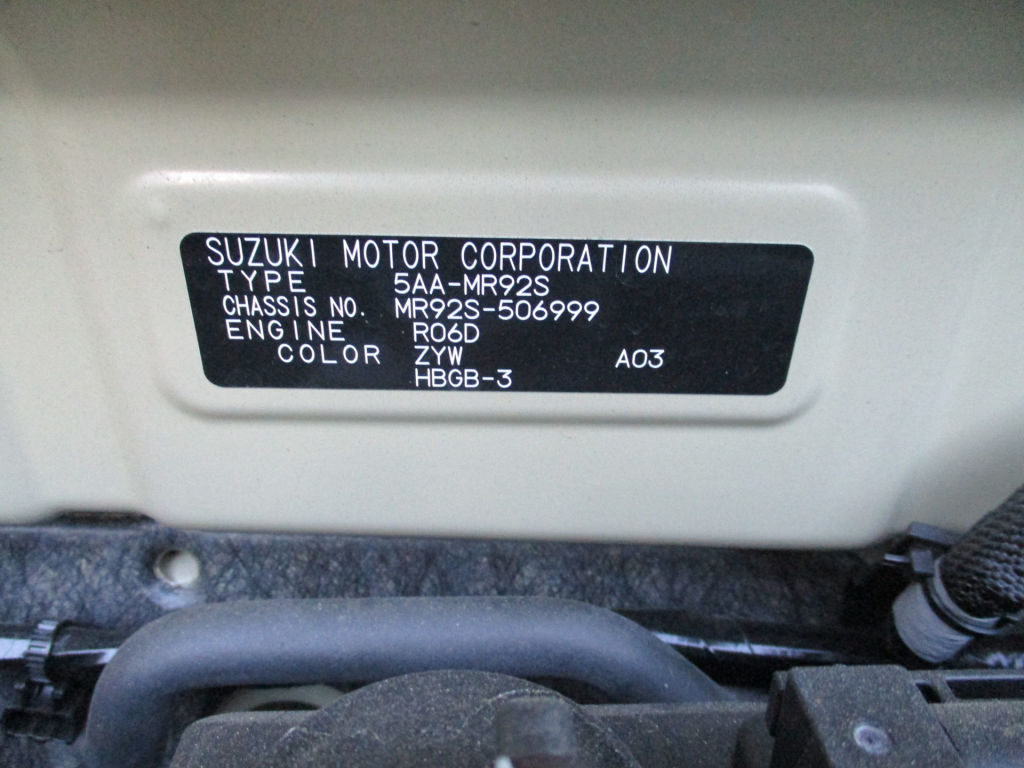 SUZUKI MOTOR CORPORATION
TYPE 5AA-MR92S
CHASSIS NO. MR92S-506999
ENGINE R06D
COLOR ZYW A03
HBGB-3